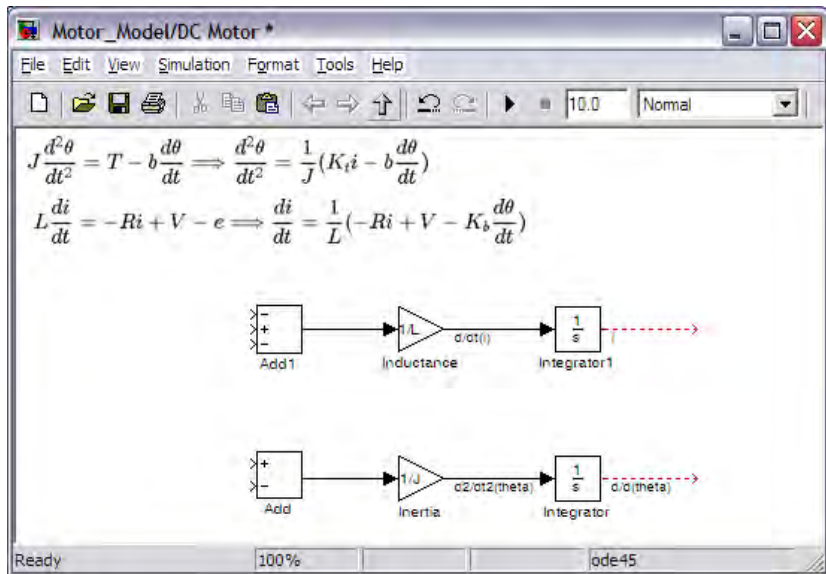 Motor_Model/DC Motor *
File Edit View Simulation Format Tools Help
10.0 Normal
J d²θ/dt² = T − b dθ/dt ⟹ d²θ/dt² = 1/J (Kₜi − b dθ/dt)
L di/dt = −Ri + V − e ⟹ di/dt = 1/L (−Ri + V − K_b dθ/dt)
− + −
1/L
1/s
d/dt(i)
i
Add1
Inductance
Integrator1
+ −
1/J
1/s
d2/dt2(theta)
d/d(theta)
Add
Inertia
Integrator
Ready 100% ode45